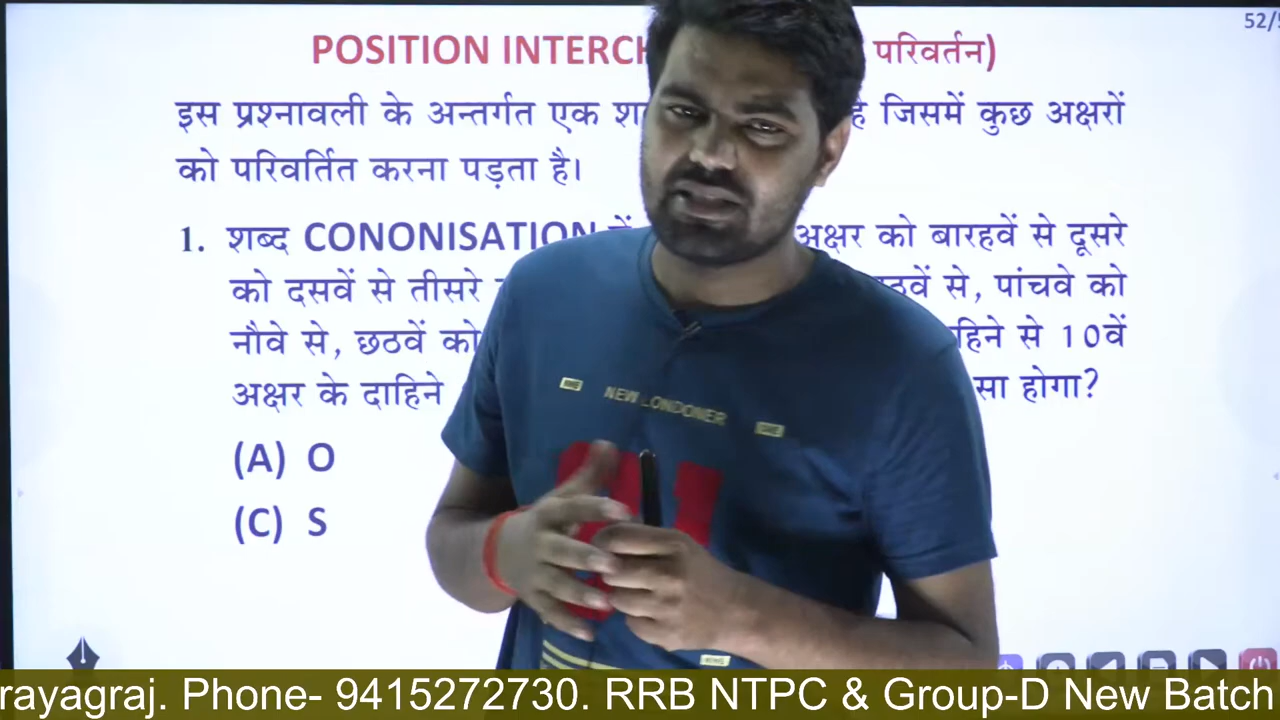 52/
POSITION INTERCH परिवर्तन)
इस प्रश्नावली के अन्तर्गत एक है जिसमें कुछ अक्षरों
को परिवर्तित करना पड़ता है।
1. शब्द CONONISATION में अक्षर को बारहवें से दूसरे
को दसवें से तीसरे से, पांचवे को
नौवे से, छठवें को से 10वें
अक्षर के दाहिने होगा?
(A) O
(C) S
NEW LONDONER
rayagraj. Phone- 9415272730. RRB NTPC & Group-D New Batch